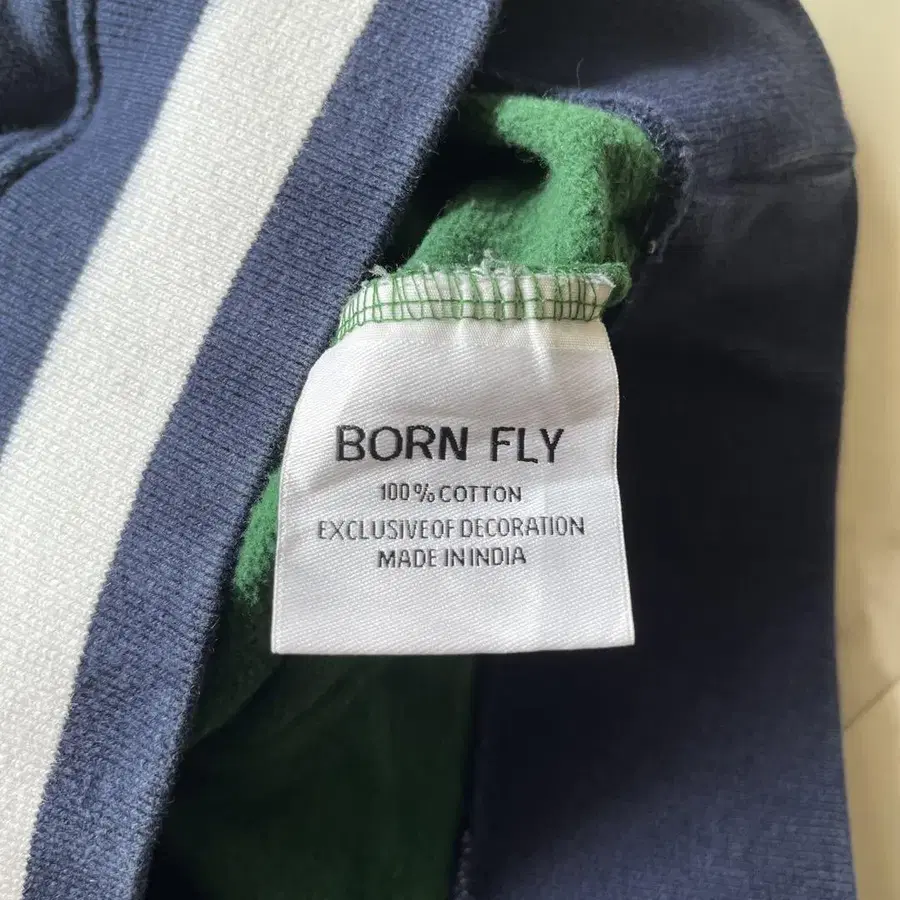 BORN FLY
100% COTTON
EXCLUSIVE OF DECORATION
MADE IN INDIA